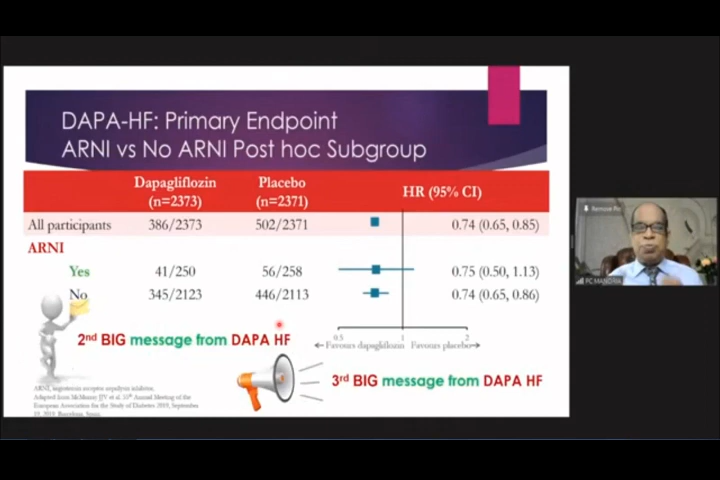 DAPA-HF: Primary Endpoint
ARNI vs No ARNI Post hoc Subgroup
Dapagliflozin Placebo HR (95% CI)
(n=2373) (n=2371)
All participants 386/2373 502/2371 0.74 (0.65, 0.85)
ARNI
Yes 41/250 56/258 0.75 (0.50, 1.13)
No 345/2123 446/2113 0.74 (0.65, 0.86)
0.5 1 2
Favours dapagliflozin Favours placebo
2nd BIG message from DAPA HF
3rd BIG message from DAPA HF
ARNI, angiotensin receptor neprilysin inhibitor.
Adapted from McMurray JJV et al. 55th Annual Meeting of the
European Association for the Study of Diabetes 2019, September
19, 2019. Barcelona, Spain.
Remove Pin
PC MANORIA